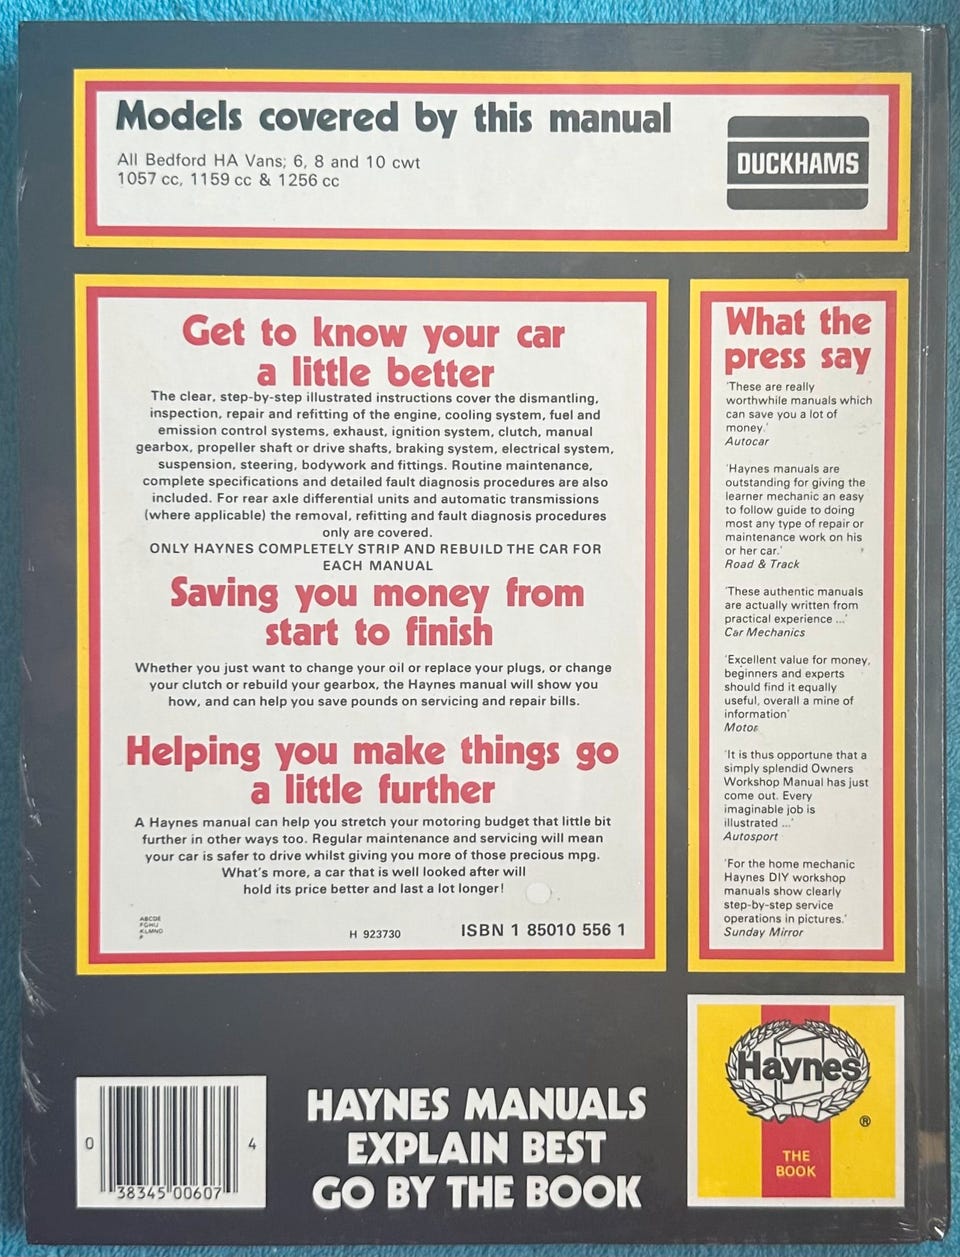 Models covered by this manual
All Bedford HA Vans; 6, 8 and 10 cwt
1057 cc, 1159 cc & 1256 cc
DUCKHAMS
Get to know your car
a little better
The clear, step-by-step illustrated instructions cover the dismantling,
inspection, repair and refitting of the engine, cooling system, fuel and
emission control systems, exhaust, ignition system, clutch, manual
gearbox, propeller shaft or drive shafts, braking system, electrical system,
suspension, steering, bodywork and fittings. Routine maintenance,
complete specifications and detailed fault diagnosis procedures are also
included. For rear axle differential units and automatic transmissions
(where applicable) the removal, refitting and fault diagnosis procedures
only are covered.
ONLY HAYNES COMPLETELY STRIP AND REBUILD THE CAR FOR
EACH MANUAL
Saving you money from
start to finish
Whether you just want to change your oil or replace your plugs, or change
your clutch or rebuild your gearbox, the Haynes manual will show you
how, and can help you save pounds on servicing and repair bills.
Helping you make things go
a little further
A Haynes manual can help you stretch your motoring budget that little bit
further in other ways too. Regular maintenance and servicing will mean
your car is safer to drive whilst giving you more of those precious mpg.
What's more, a car that is well looked after will
hold its price better and last a lot longer!
ABCDE
FGHIJ
KLMNO
P
H 923730
ISBN 1 85010 556 1
What the
press say
'These are really
worthwhile manuals which
can save you a lot of
money.'
Autocar
'Haynes manuals are
outstanding for giving the
learner mechanic an easy
to follow guide to doing
most any type of repair or
maintenance work on his
or her car.'
Road & Track
'These authentic manuals
are actually written from
practical experience ...'
Car Mechanics
'Excellent value for money,
beginners and experts
should find it equally
useful, overall a mine of
information'
Motor
'It is thus opportune that a
simply splendid Owners
Workshop Manual has just
come out. Every
imaginable job is
illustrated ...'
Autosport
'For the home mechanic
Haynes DIY workshop
manuals show clearly
step-by-step service
operations in pictures.'
Sunday Mirror
0 38345 00607 4
HAYNES MANUALS
EXPLAIN BEST
GO BY THE BOOK
Haynes
®
THE
BOOK